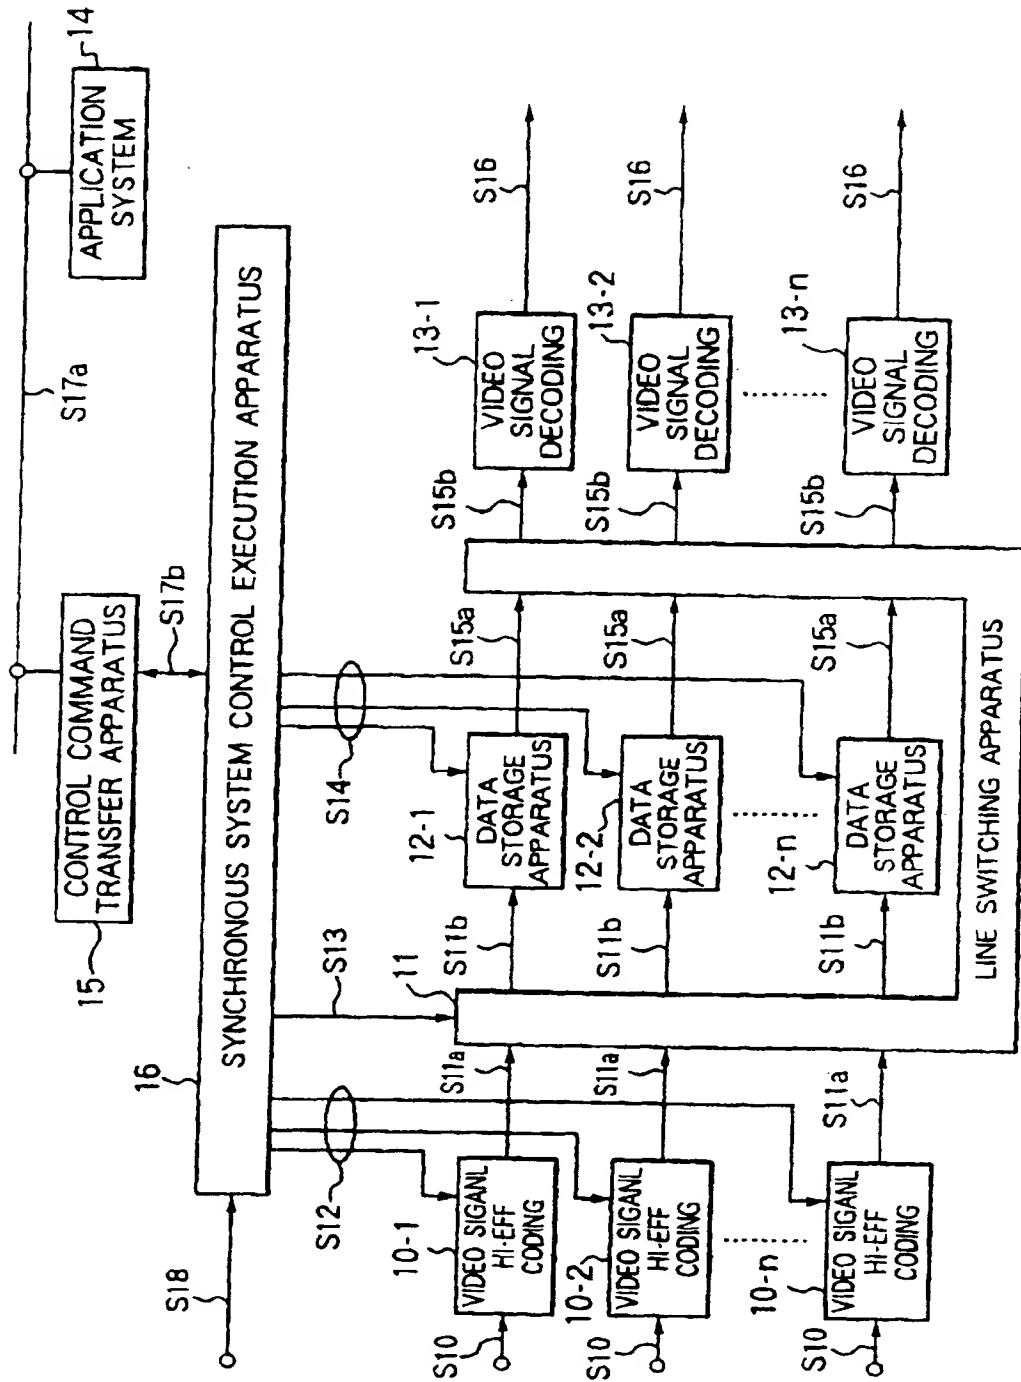 S17a
14
APPLICATION
SYSTEM
CONTROL COMMAND
TRANSFER APPARATUS
15
S17b
16
SYNCHRONOUS SYSTEM CONTROL EXECUTION APPARATUS
S18
S12
S13
S14
10-1
VIDEO SIGANL
HI-EFF
CODING
S10
S11a
11
S11b
12-1
DATA
STORAGE
APPARATUS
S15a
S15b
13-1
VIDEO
SIGNAL
DECODING
S16
10-2
VIDEO SIGANL
HI-EFF
CODING
S10
S11a
S11b
12-2
DATA
STORAGE
APPARATUS
S15a
S15b
13-2
VIDEO
SIGNAL
DECODING
S16
10-n
VIDEO SIGANL
HI-EFF
CODING
S10
S11a
S11b
12-n
DATA
STORAGE
APPARATUS
S15a
S15b
13-n
VIDEO
SIGNAL
DECODING
S16
LINE SWITCHING APPARATUS